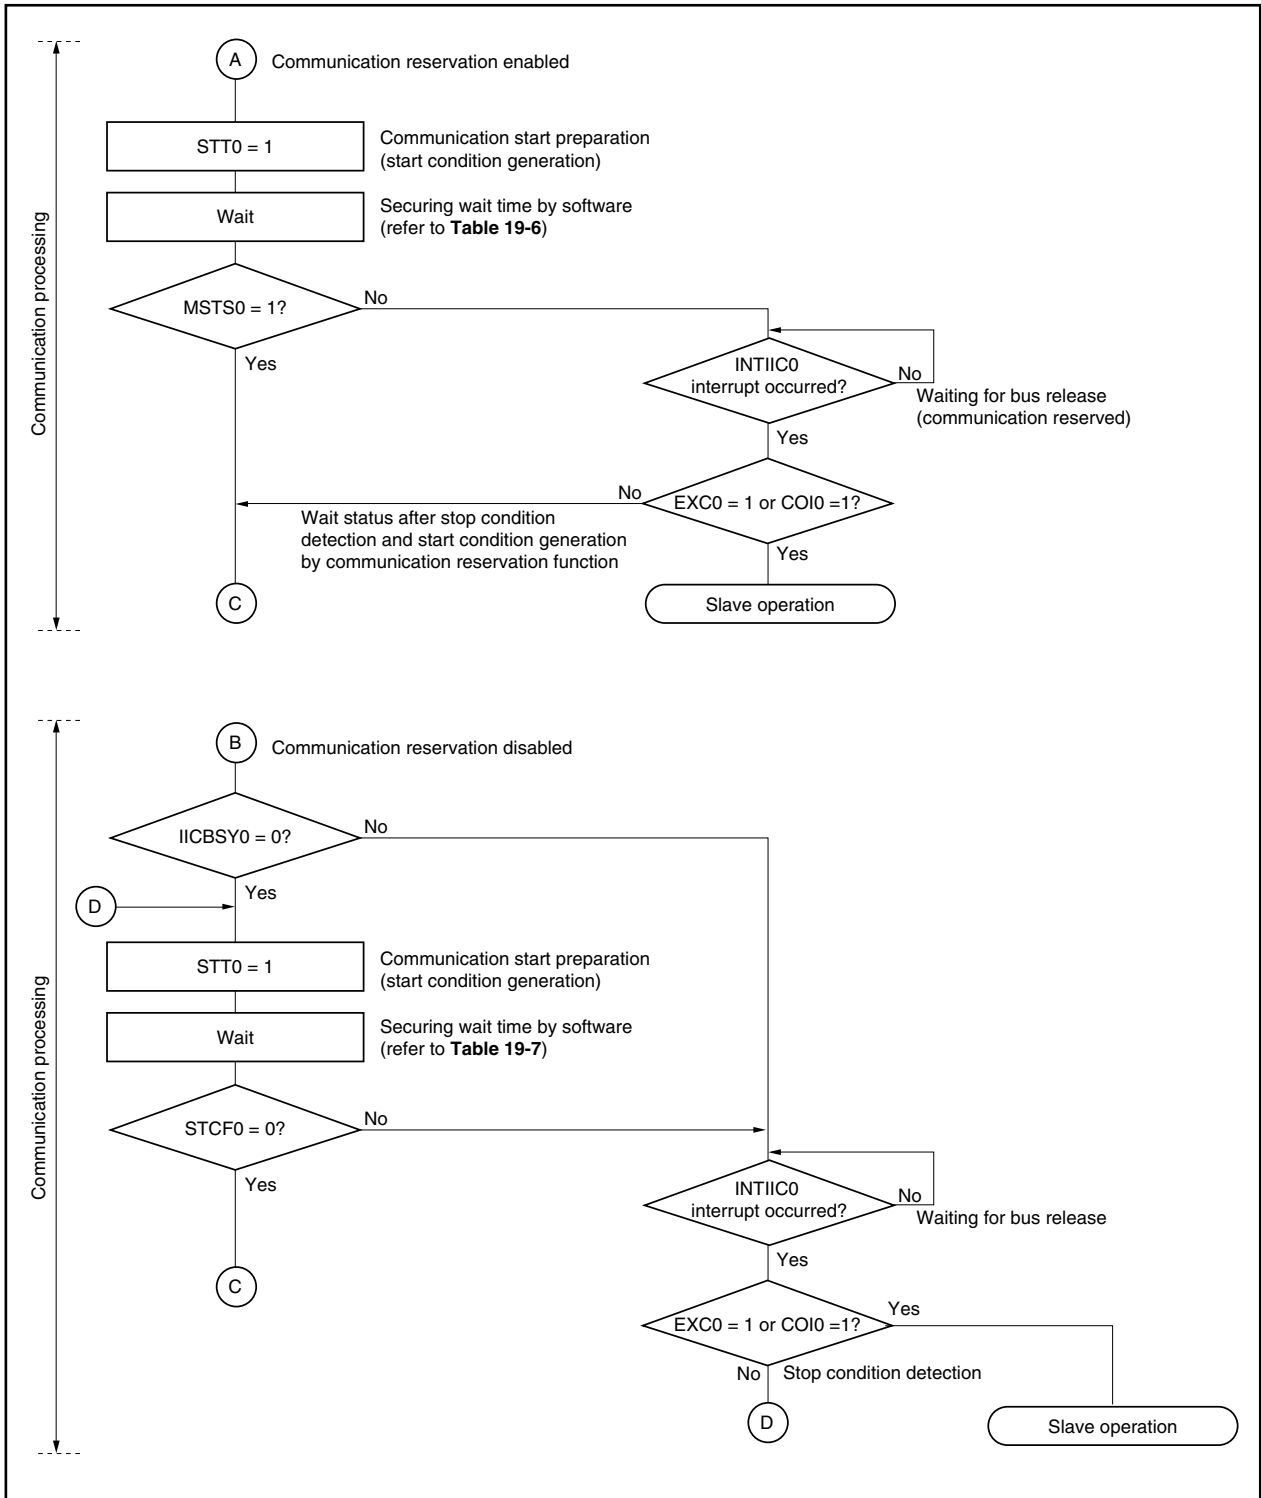 A
Communication reservation enabled
STT0 = 1
Communication start preparation
(start condition generation)
Wait
Securing wait time by software
(refer to Table 19-6)
MSTS0 = 1?
No
Yes
INTIIC0
interrupt occurred?
No
Waiting for bus release
(communication reserved)
Yes
EXC0 = 1 or COI0 =1?
No
Wait status after stop condition
detection and start condition generation
by communication reservation function
Yes
C
Slave operation
Communication processing
B
Communication reservation disabled
IICBSY0 = 0?
No
Yes
D
STT0 = 1
Communication start preparation
(start condition generation)
Wait
Securing wait time by software
(refer to Table 19-7)
STCF0 = 0?
No
Yes
INTIIC0
interrupt occurred?
No
Waiting for bus release
Yes
C
EXC0 = 1 or COI0 =1?
Yes
No
Stop condition detection
D
Slave operation
Communication processing